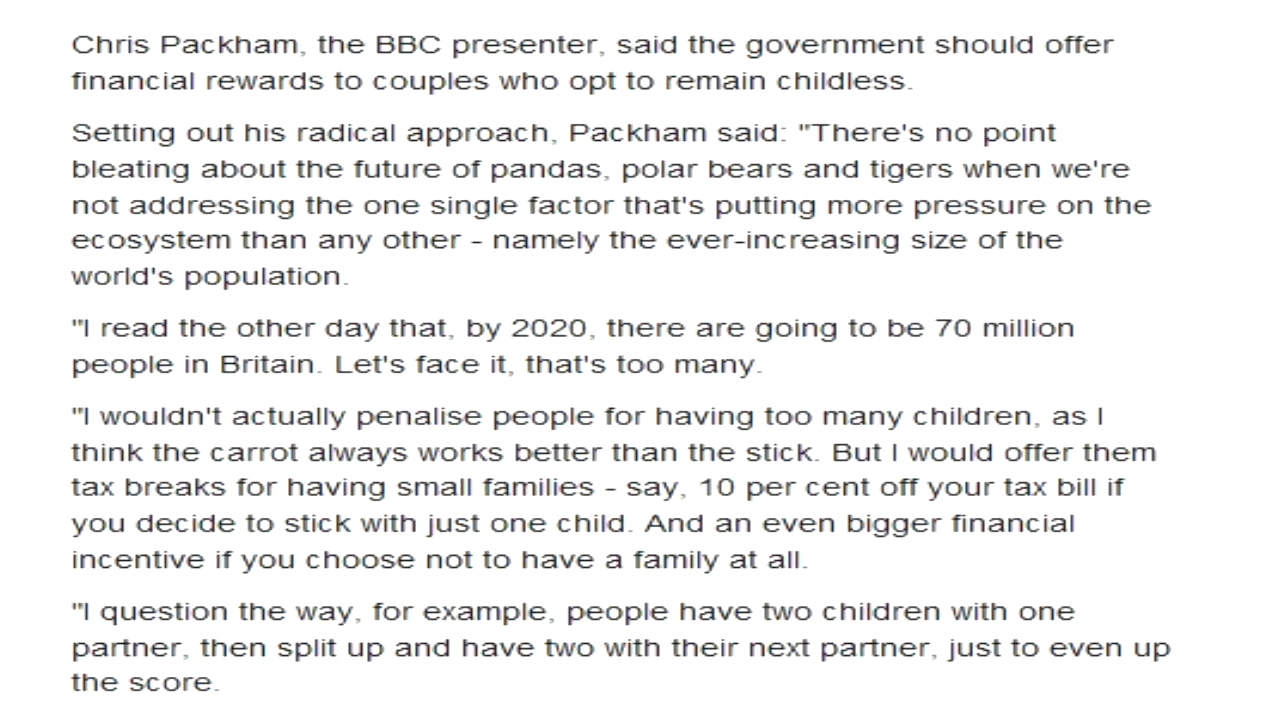 Chris Packham, the BBC presenter, said the government should offer
financial rewards to couples who opt to remain childless.
Setting out his radical approach, Packham said: "There's no point
bleating about the future of pandas, polar bears and tigers when we're
not addressing the one single factor that's putting more pressure on the
ecosystem than any other - namely the ever-increasing size of the
world's population.
"I read the other day that, by 2020, there are going to be 70 million
people in Britain. Let's face it, that's too many.
"I wouldn't actually penalise people for having too many children, as I
think the carrot always works better than the stick. But I would offer them
tax breaks for having small families - say, 10 per cent off your tax bill if
you decide to stick with just one child. And an even bigger financial
incentive if you choose not to have a family at all.
"I question the way, for example, people have two children with one
partner, then split up and have two with their next partner, just to even up
the score.